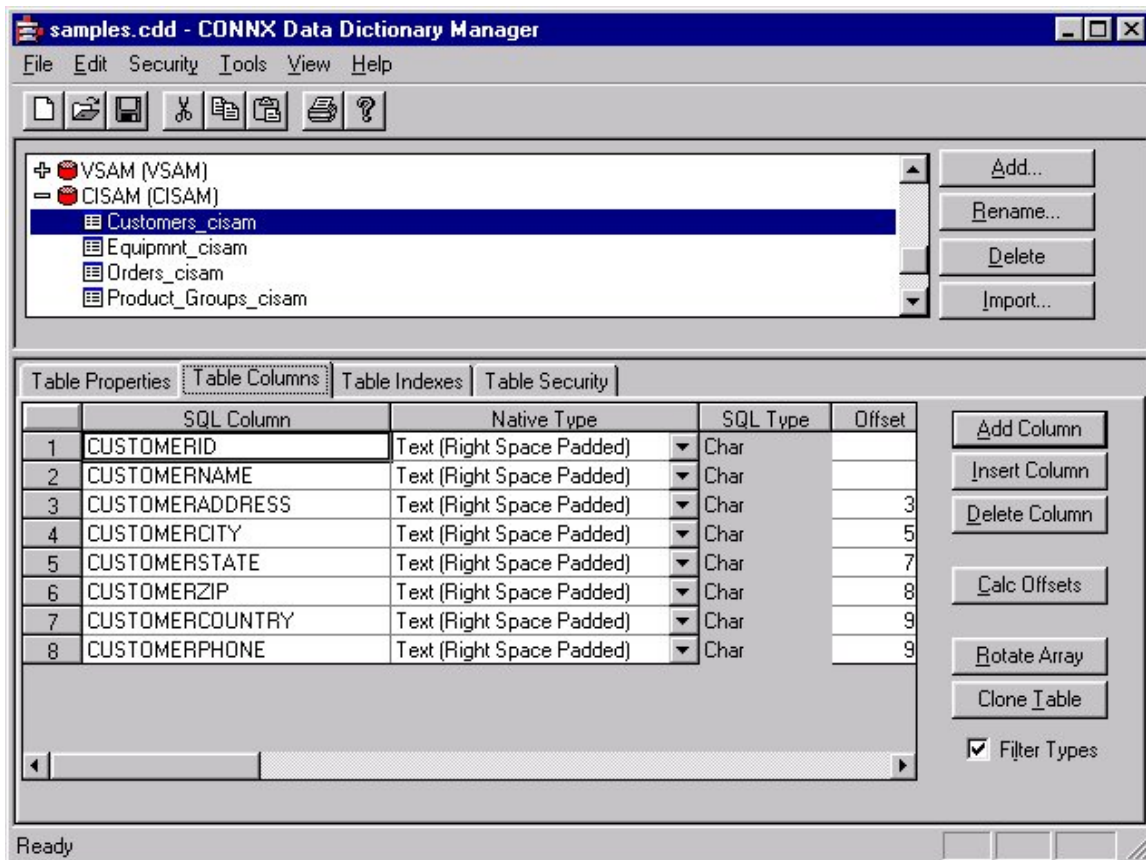 samples.cdd - CONNX Data Dictionary Manager
File Edit Security Tools View Help
VSAM (VSAM)
CISAM (CISAM)
Customers_cisam
Equipmnt_cisam
Orders_cisam
Product_Groups_cisam
Add...
Rename...
Delete
Import...
Table Properties Table Columns Table Indexes Table Security
SQL Column Native Type SQL Type Offset
1 CUSTOMERID Text (Right Space Padded) Char
2 CUSTOMERNAME Text (Right Space Padded) Char
3 CUSTOMERADDRESS Text (Right Space Padded) Char 3
4 CUSTOMERCITY Text (Right Space Padded) Char 5
5 CUSTOMERSTATE Text (Right Space Padded) Char 7
6 CUSTOMERZIP Text (Right Space Padded) Char 8
7 CUSTOMERCOUNTRY Text (Right Space Padded) Char 9
8 CUSTOMERPHONE Text (Right Space Padded) Char 9
Add Column
Insert Column
Delete Column
Calc Offsets
Rotate Array
Clone Table
Filter Types
Ready